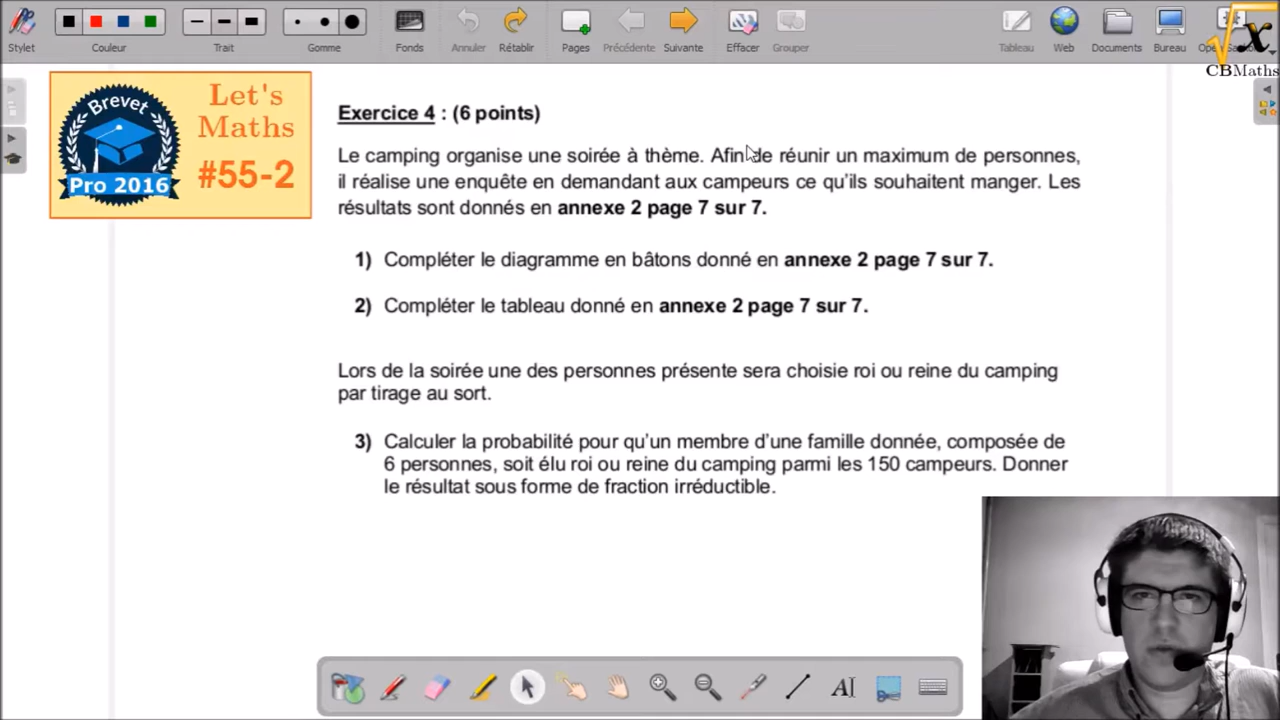 Stylet
Couleur
Trait
Gomme
Fonds
Annuler
Rétablir
Pages
Précédente
Suivante
Effacer
Grouper
Tableau
Web
Documents
Bureau
√x
CBMaths
Brevet
Pro 2016
Let's
Maths
#55-2
Exercice 4 : (6 points)
Le camping organise une soirée à thème. Afin de réunir un maximum de personnes,
il réalise une enquête en demandant aux campeurs ce qu'ils souhaitent manger. Les
résultats sont donnés en annexe 2 page 7 sur 7.
1) Compléter le diagramme en bâtons donné en annexe 2 page 7 sur 7.
2) Compléter le tableau donné en annexe 2 page 7 sur 7.
Lors de la soirée une des personnes présente sera choisie roi ou reine du camping
par tirage au sort.
3) Calculer la probabilité pour qu'un membre d'une famille donnée, composée de
6 personnes, soit élu roi ou reine du camping parmi les 150 campeurs. Donner
le résultat sous forme de fraction irréductible.
AI